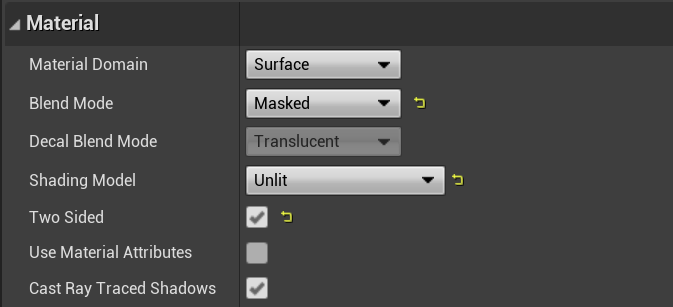 Material
Material Domain Surface
Blend Mode Masked
Decal Blend Mode Translucent
Shading Model Unlit
Two Sided
Use Material Attributes
Cast Ray Traced Shadows